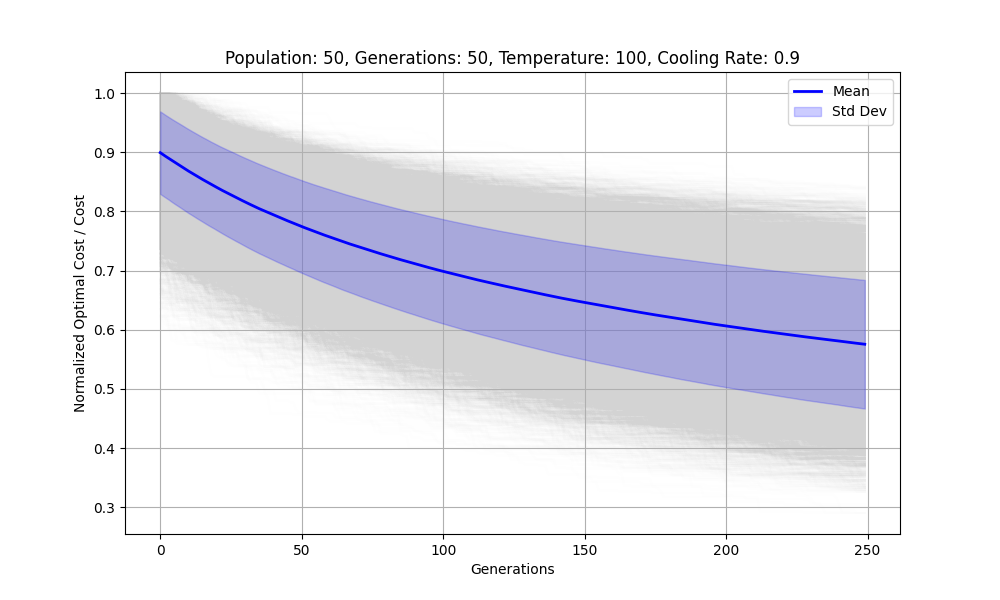 Population: 50, Generations: 50, Temperature: 100, Cooling Rate: 0.9
Mean
Std Dev
Normalized Optimal Cost / Cost
1.0
0.9
0.8
0.7
0.6
0.5
0.4
0.3
0
50
100
150
200
250
Generations